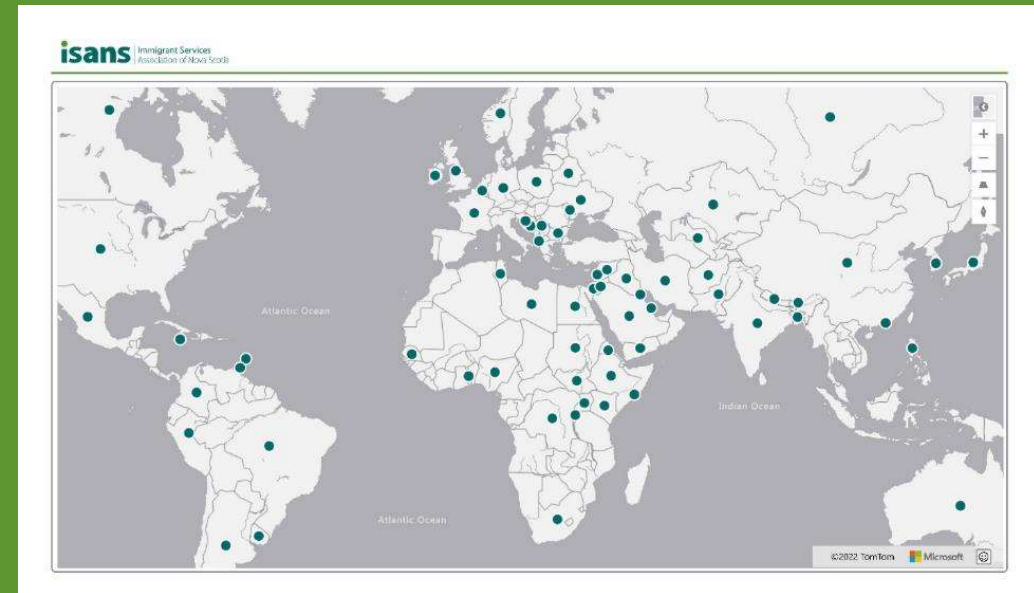 isans Immigrant Services
Association of Nova Scotia
Atlantic Ocean
Indian Ocean
Atlantic Ocean
©2022 TomTom Microsoft